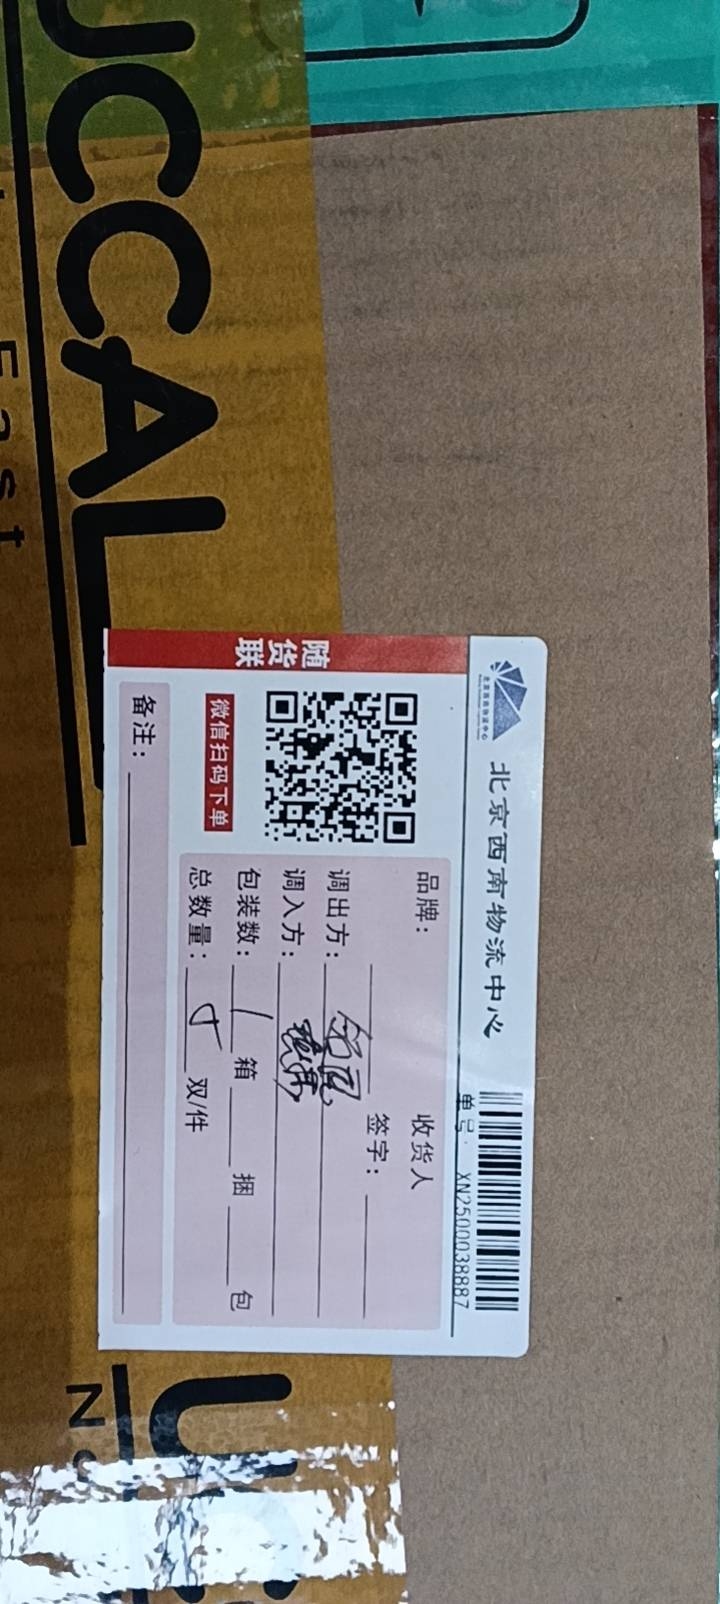 北京西南物流中心
单号: XN2500038887
随货联
微信扫码下单
品牌:
收货人
签字:
调出方:
调入方:
包装数: 1 箱 捆 包
总数量: 双/件
备注:
UCCAL
East
U